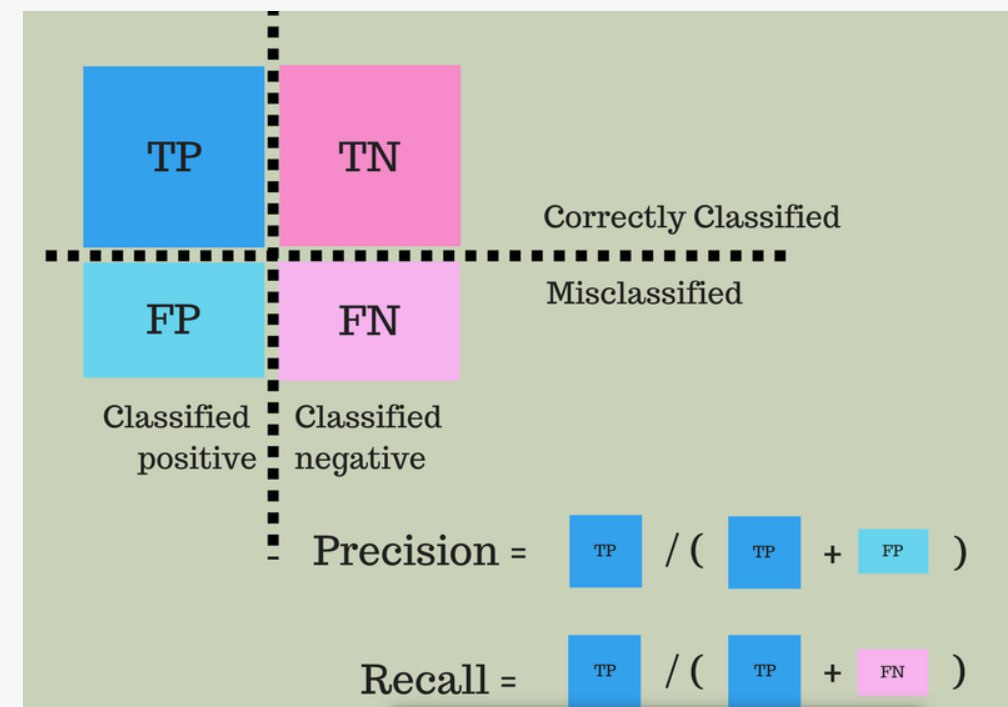 TP TN
Correctly Classified
Misclassified
FP FN
Classified Classified
positive negative
Precision = TP / ( TP + FP )
Recall = TP / ( TP + FN )